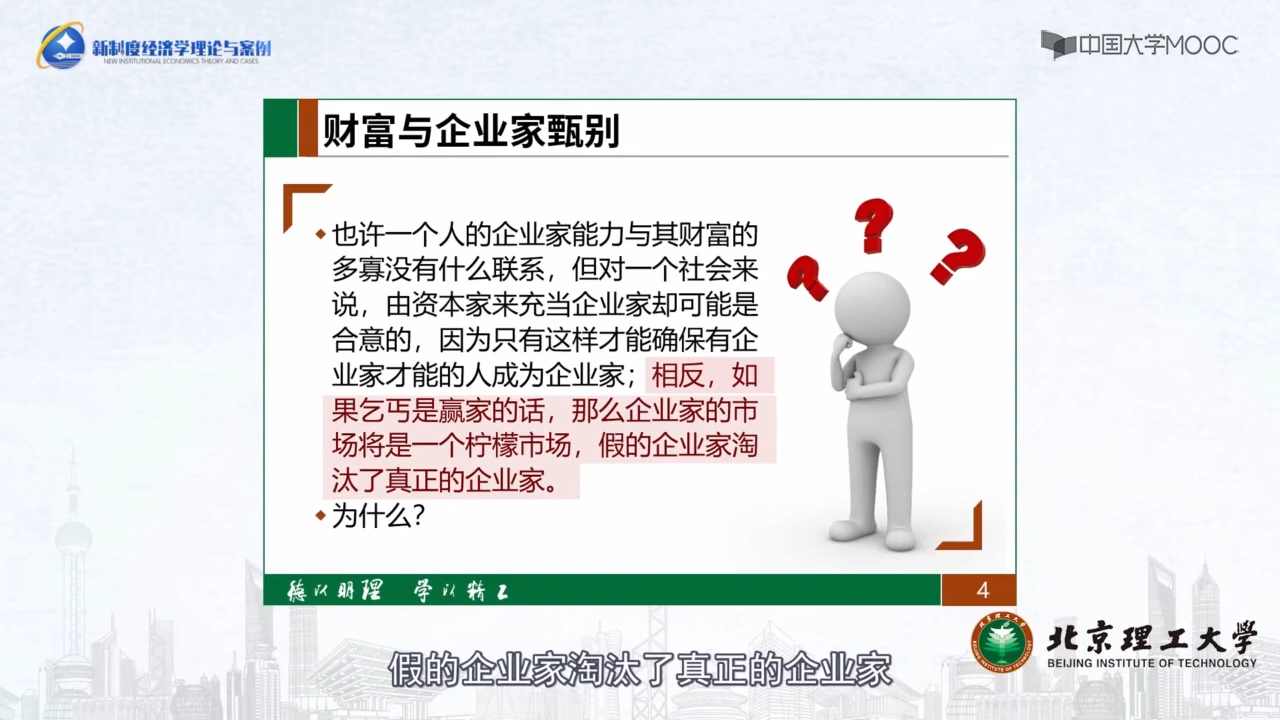 新制度经济学理论与案例
NEW INSTITUTIONAL ECONOMICS THEORY AND CASES
中国大学MOOC
财富与企业家甄别
也许一个人的企业家能力与其财富的
多寡没有什么联系，但对一个社会来
说，由资本家来充当企业家却可能是
合意的，因为只有这样才能确保有企
业家才能的人成为企业家；相反，如
果乞丐是赢家的话，那么企业家的市
场将是一个柠檬市场，假的企业家淘
汰了真正的企业家。
为什么？
德以明理 学以精工
4
北京理工大学
BEIJING INSTITUTE OF TECHNOLOGY
假的企业家淘汰了真正的企业家